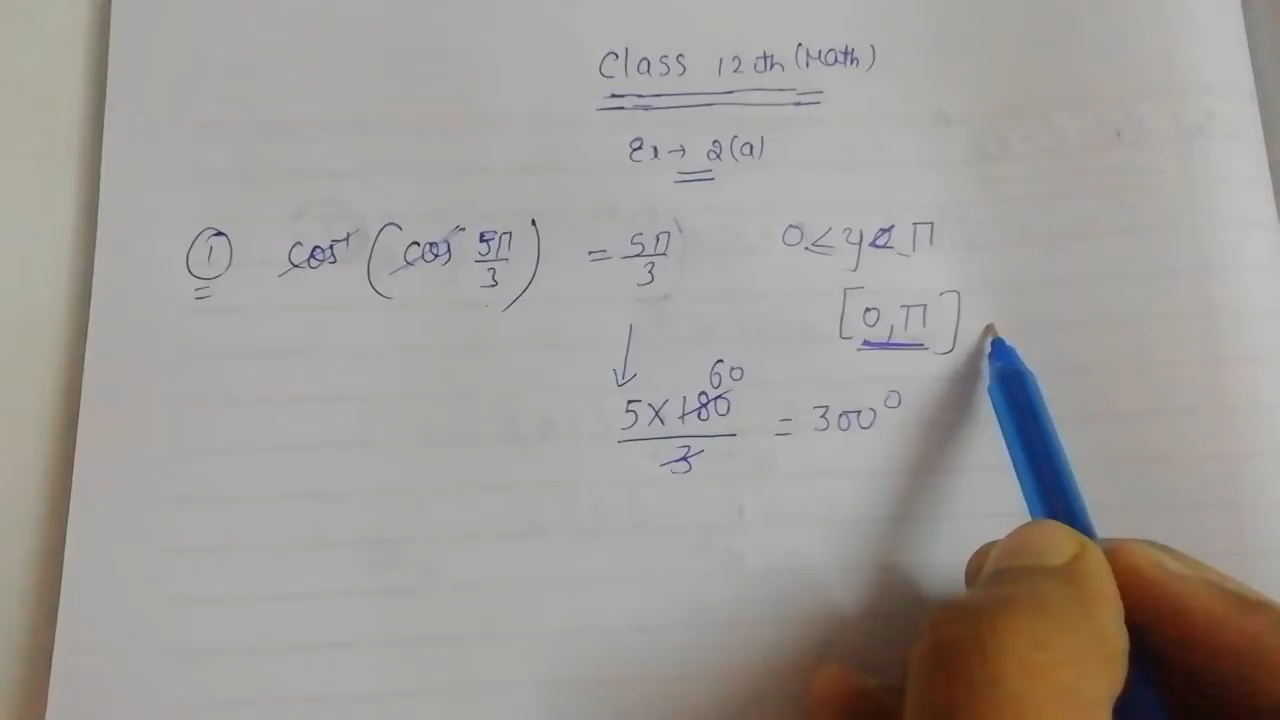 Class 12th (Math)
Ex → 2(a)
① cos⁻¹ (cos 5π/3) = 5π/3 0 ≤ y ≤ π
[0, π]
↓
5 × 180/3 = 300°
60